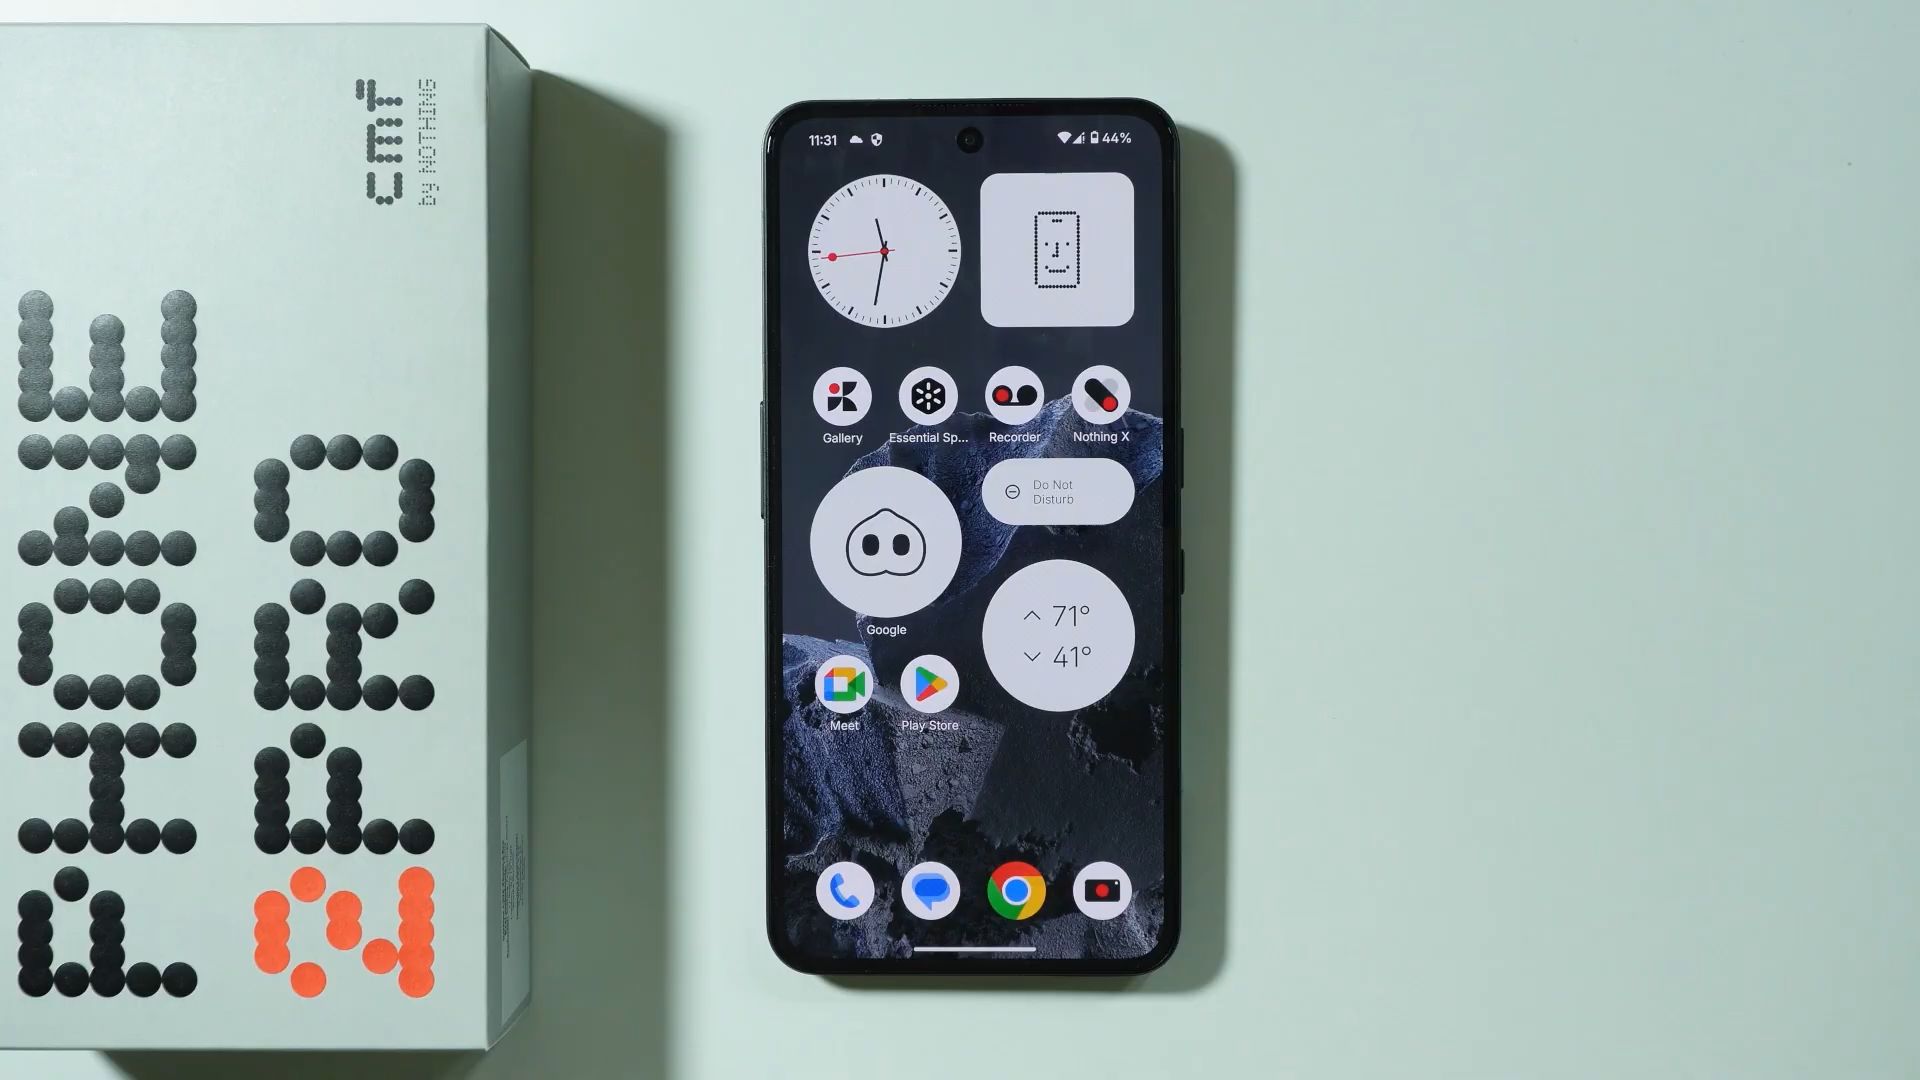 cmf
by NOTHING
PHONE
2 PRO
11:31
44%
Gallery
Essential Sp...
Recorder
Nothing X
Do Not
Disturb
Google
71°
41°
Meet
Play Store